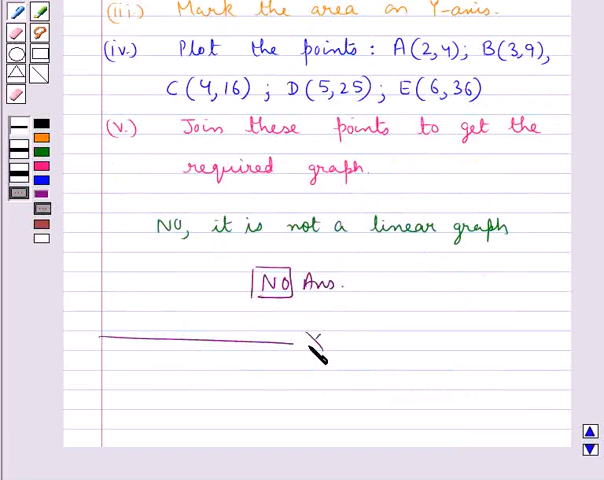 (iii.) Mark the area on Y-axis.
(iv.) Plot the points : A(2,4); B(3,9),
C(4,16) ; D(5,25) ; E(6,36)
(v.) Join these points to get the
required graph.
NO, it is not a linear graph
NO Ans.